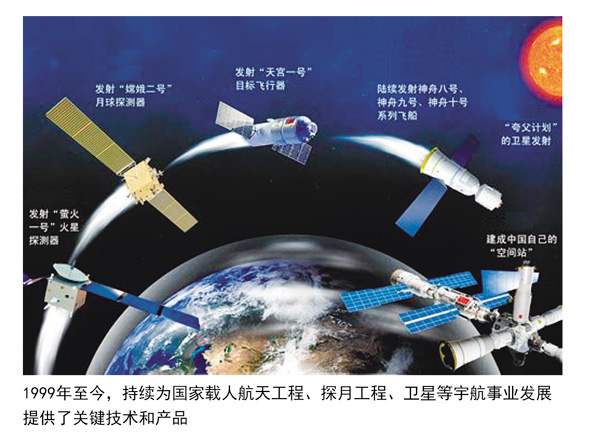 发射“萤火
一号”火星
探测器
发射“嫦娥二号”
月球探测器
发射“天宫一号”
目标飞行器
陆续发射神舟八号、
神舟九号、神舟十号
系列飞船
“夸父计划”
的卫星发射
建成中国自己的
“空间站”
1999年至今，持续为国家载人航天工程、探月工程、卫星等宇航事业发展
提供了关键技术和产品